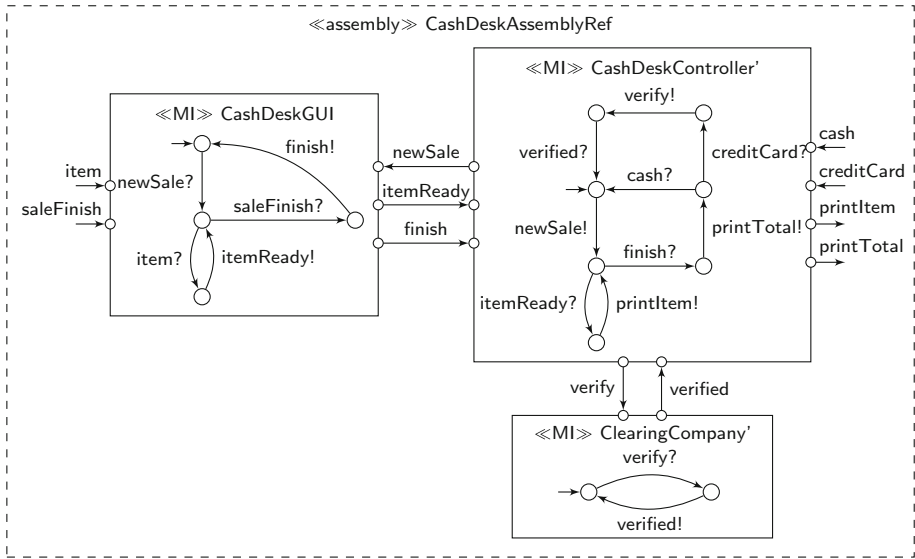 ≪assembly≫ CashDeskAssemblyRef
≪MI≫ CashDeskGUI
finish!
newSale?
saleFinish?
item?
itemReady!
item
saleFinish
newSale
itemReady
finish
≪MI≫ CashDeskController'
verify!
verified?
creditCard?
cash?
newSale!
printTotal!
finish?
itemReady?
printItem!
cash
creditCard
printItem
printTotal
verify
verified
≪MI≫ ClearingCompany'
verify?
verified!